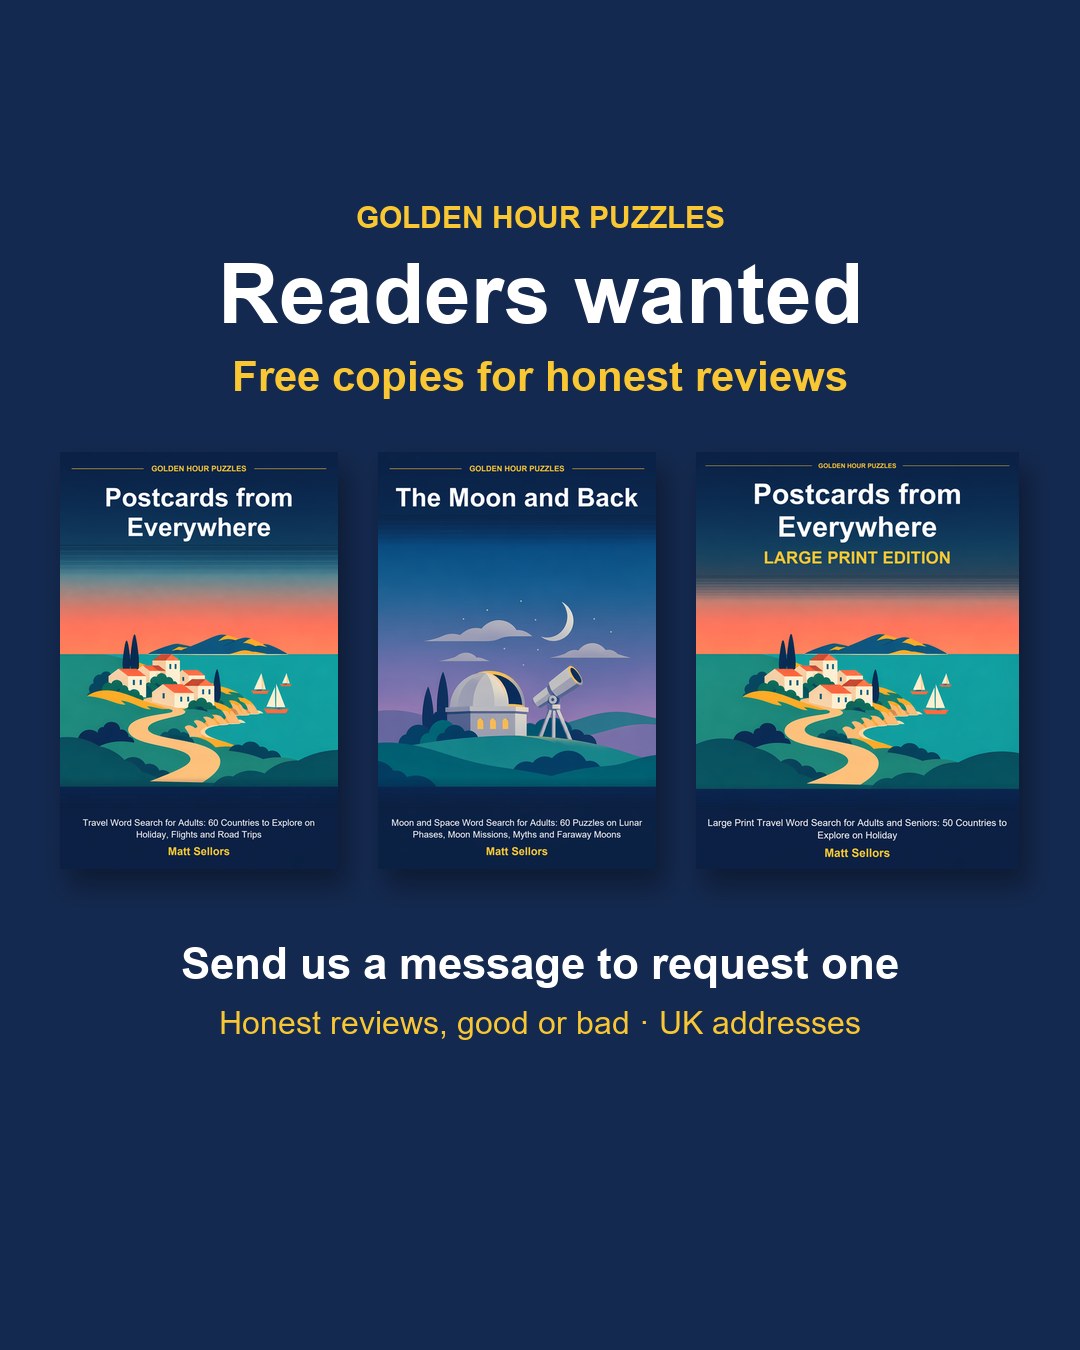 GOLDEN HOUR PUZZLES
Readers wanted
Free copies for honest reviews
GOLDEN HOUR PUZZLES
Postcards from
Everywhere
Travel Word Search for Adults: 60 Countries to Explore on
Holiday, Flights and Road Trips
Matt Sellors
GOLDEN HOUR PUZZLES
The Moon and Back
Moon and Space Word Search for Adults: 60 Puzzles on Lunar
Phases, Moon Missions, Myths and Faraway Moons
Matt Sellors
GOLDEN HOUR PUZZLES
Postcards from
Everywhere
LARGE PRINT EDITION
Large Print Travel Word Search for Adults and Seniors: 50 Countries to
Explore on Holiday
Matt Sellors
Send us a message to request one
Honest reviews, good or bad · UK addresses